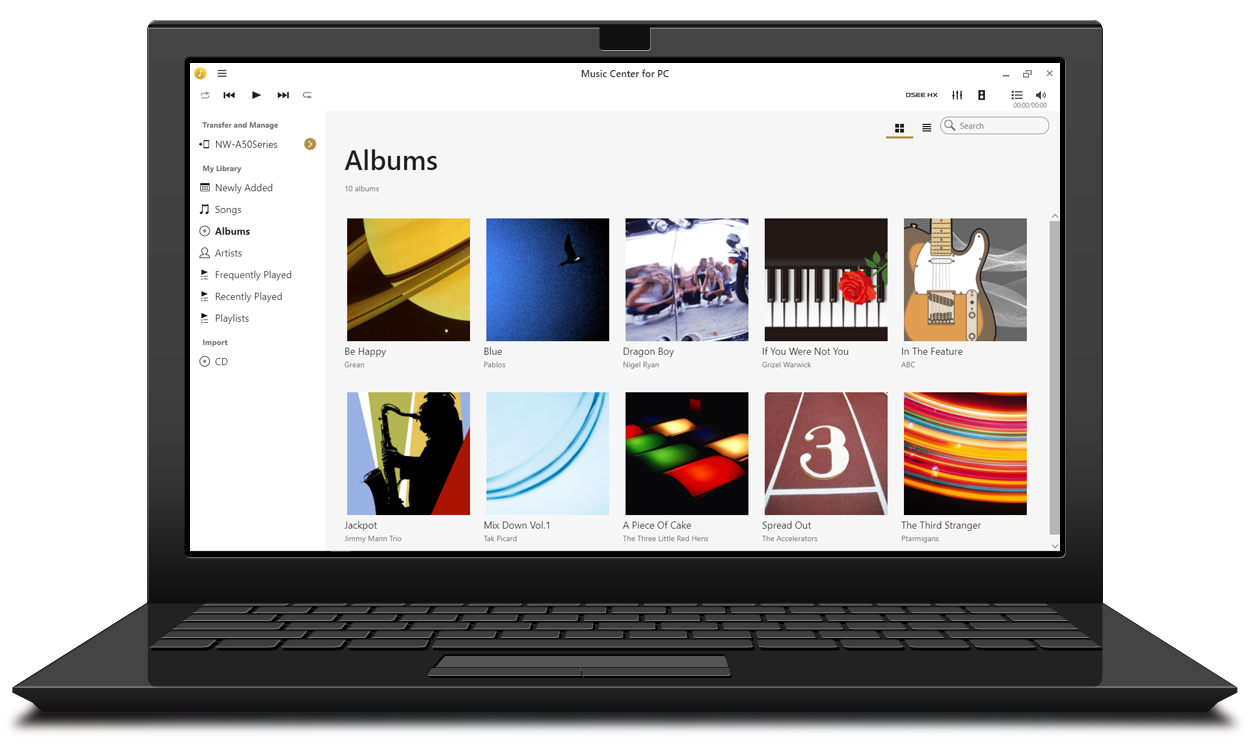 Music Center for PC
DSEE HX
00:00/00:00
Transfer and Manage
NW-A50Series
My Library
Newly Added
Songs
Albums
Artists
Frequently Played
Recently Played
Playlists
Import
CD
Search
Albums
10 albums
Be Happy
Grean
Blue
Pablos
Dragon Boy
Nigel Ryan
If You Were Not You
Grizel Warwick
In The Feature
ABC
3
Jackpot
Jimmy Mann Trio
Mix Down Vol.1
Tak Picard
A Piece Of Cake
The Three Little Red Hens
Spread Out
The Accelerators
The Third Stranger
Ptarmigans